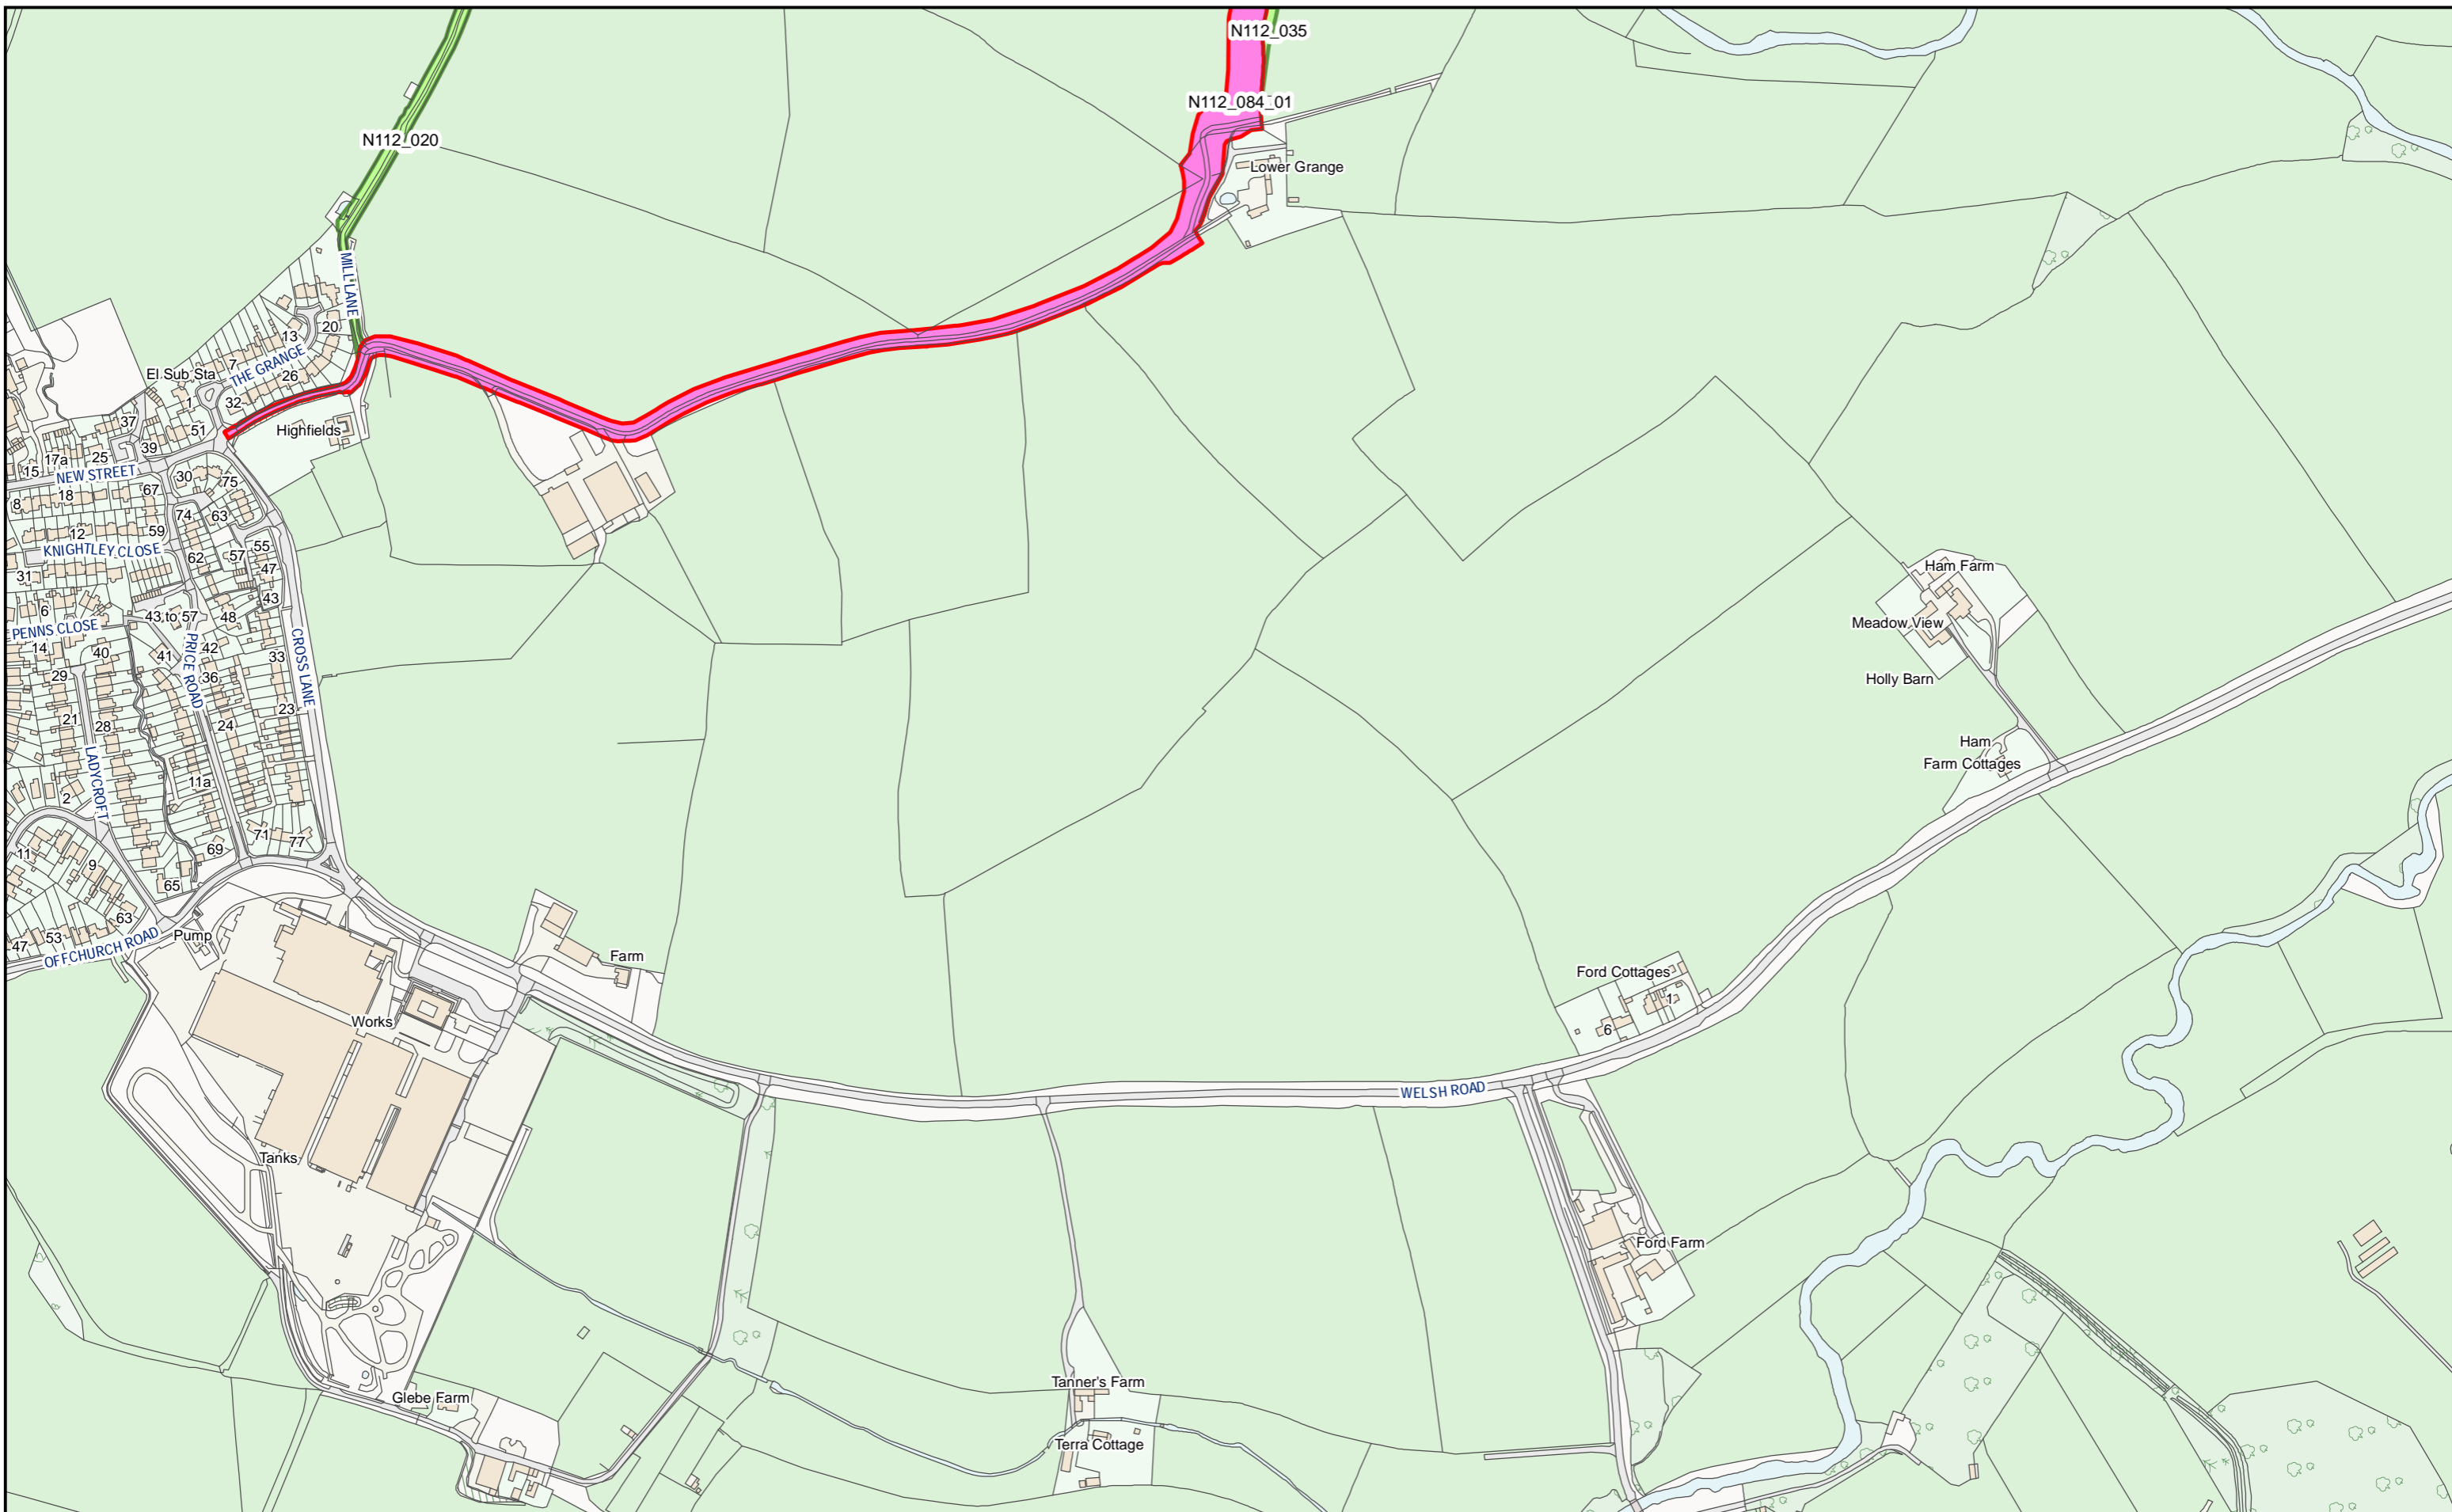 N112_035
N112_084_01
N112_020
Lower Grange
MILL LANE
20
13
7
THE GRANGE
El Sub Sta
26
1
32
37
51
Highfields
39
17a
25
15
NEW STREET
30
75
67
18
8
74
63
12
59
KNIGHTLEY CLOSE
55
57
62
47
31
43
6
43 to 57
48
PENNS CLOSE
14
40
41
42
33
CROSS LANE
PRICE ROAD
29
36
21
28
23
24
LADYCROFT
11a
2
71
77
69
11
9
65
63
Pump
53
47
OFFCHURCH ROAD
Farm
Works
Tanks
Ham Farm
Meadow View
Holly Barn
Ham
Farm Cottages
Ford Cottages
1
6
WELSH ROAD
Ford Farm
Glebe Farm
Tanner's Farm
Terra Cottage